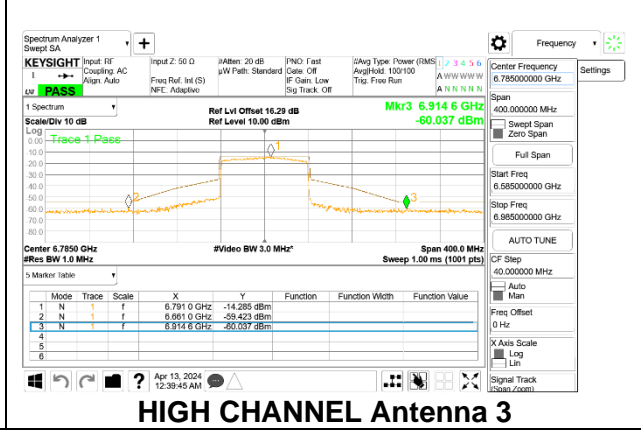 Spectrum Analyzer 1
Swept SA
+
Frequency
KEYSIGHT Input: RF Input Z: 50 Ω #Atten: 20 dB PNO: Fast #Avg Type: Power (RMS 1 2 3 4 5 6
Coupling: AC µW Path: Standard Gate: Off Avg|Hold: 100/100 A W W W W W
Align: Auto Freq Ref: Int (S) IF Gain: Low Trig: Free Run
NFE: Adaptive Sig Track: Off A N N N N N
PASS
1 Spectrum
Scale/Div 10 dB
Ref Lvl Offset 16.29 dB
Ref Level 10.00 dBm
Mkr3 6.914 6 GHz
-60.037 dBm
Log
Trace 1 Pass
0.00
-10.0
-20.0
-30.0
-40.0
-50.0
-60.0
-70.0
-80.0
1
2
3
Center 6.7850 GHz #Video BW 3.0 MHz* Span 400.0 MHz
#Res BW 1.0 MHz Sweep 1.00 ms (1001 pts)
5 Marker Table
Mode Trace Scale X Y Function Function Width Function Value
1 N 1 f 6.791 0 GHz -14.285 dBm
2 N 1 f 6.661 0 GHz -59.423 dBm
3 N 1 f 6.914 6 GHz -60.037 dBm
4
5
6
?
Apr 13, 2024
12:39:45 AM
Center Frequency
6.785000000 GHz
Settings
Span
400.000000 MHz
Swept Span
Zero Span
Full Span
Start Freq
6.585000000 GHz
Stop Freq
6.985000000 GHz
AUTO TUNE
CF Step
40.000000 MHz
Auto
Man
Freq Offset
0 Hz
X Axis Scale
Log
Lin
Signal Track
(Span Zoom)
HIGH CHANNEL Antenna 3